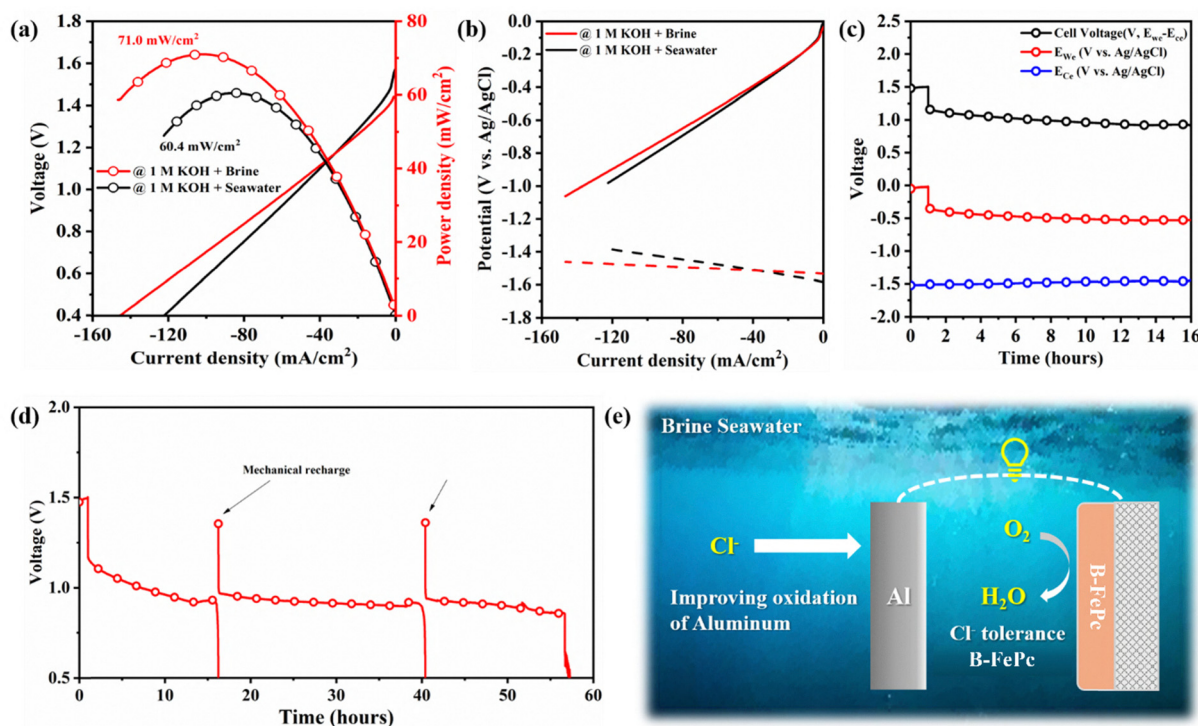 (a)
71.0 mW/cm²
60.4 mW/cm²
@ 1 M KOH + Brine
@ 1 M KOH + Seawater
1.8
1.6
1.4
1.2
1.0
0.8
0.6
0.4
Voltage (V)
80
60
40
20
0
Power density (mW/cm²)
-160
-120
-80
-40
0
Current density (mA/cm²)
(b)
@ 1 M KOH + Brine
@ 1 M KOH + Seawater
0.0
-0.2
-0.4
-0.6
-0.8
-1.0
-1.2
-1.4
-1.6
-1.8
Potential (V vs. Ag/AgCl)
-160
-120
-80
-40
0
Current density (mA/cm²)
(c)
Cell Voltage(V, Ewe-Ece)
EWe (V vs. Ag/AgCl)
ECe (V vs. Ag/AgCl)
2.5
2.0
1.5
1.0
0.5
0.0
-0.5
-1.0
-1.5
-2.0
Voltage
0
2
4
6
8
10
12
14
16
Time (hours)
(d)
Mechanical recharge
2.0
1.5
1.0
0.5
Voltage (V)
0
10
20
30
40
50
60
Time (hours)
(e)
Brine Seawater
Cl-
Improving oxidation
of Aluminum
Al
O2
H2O
Cl- tolerance
B-FePc
B-FePc